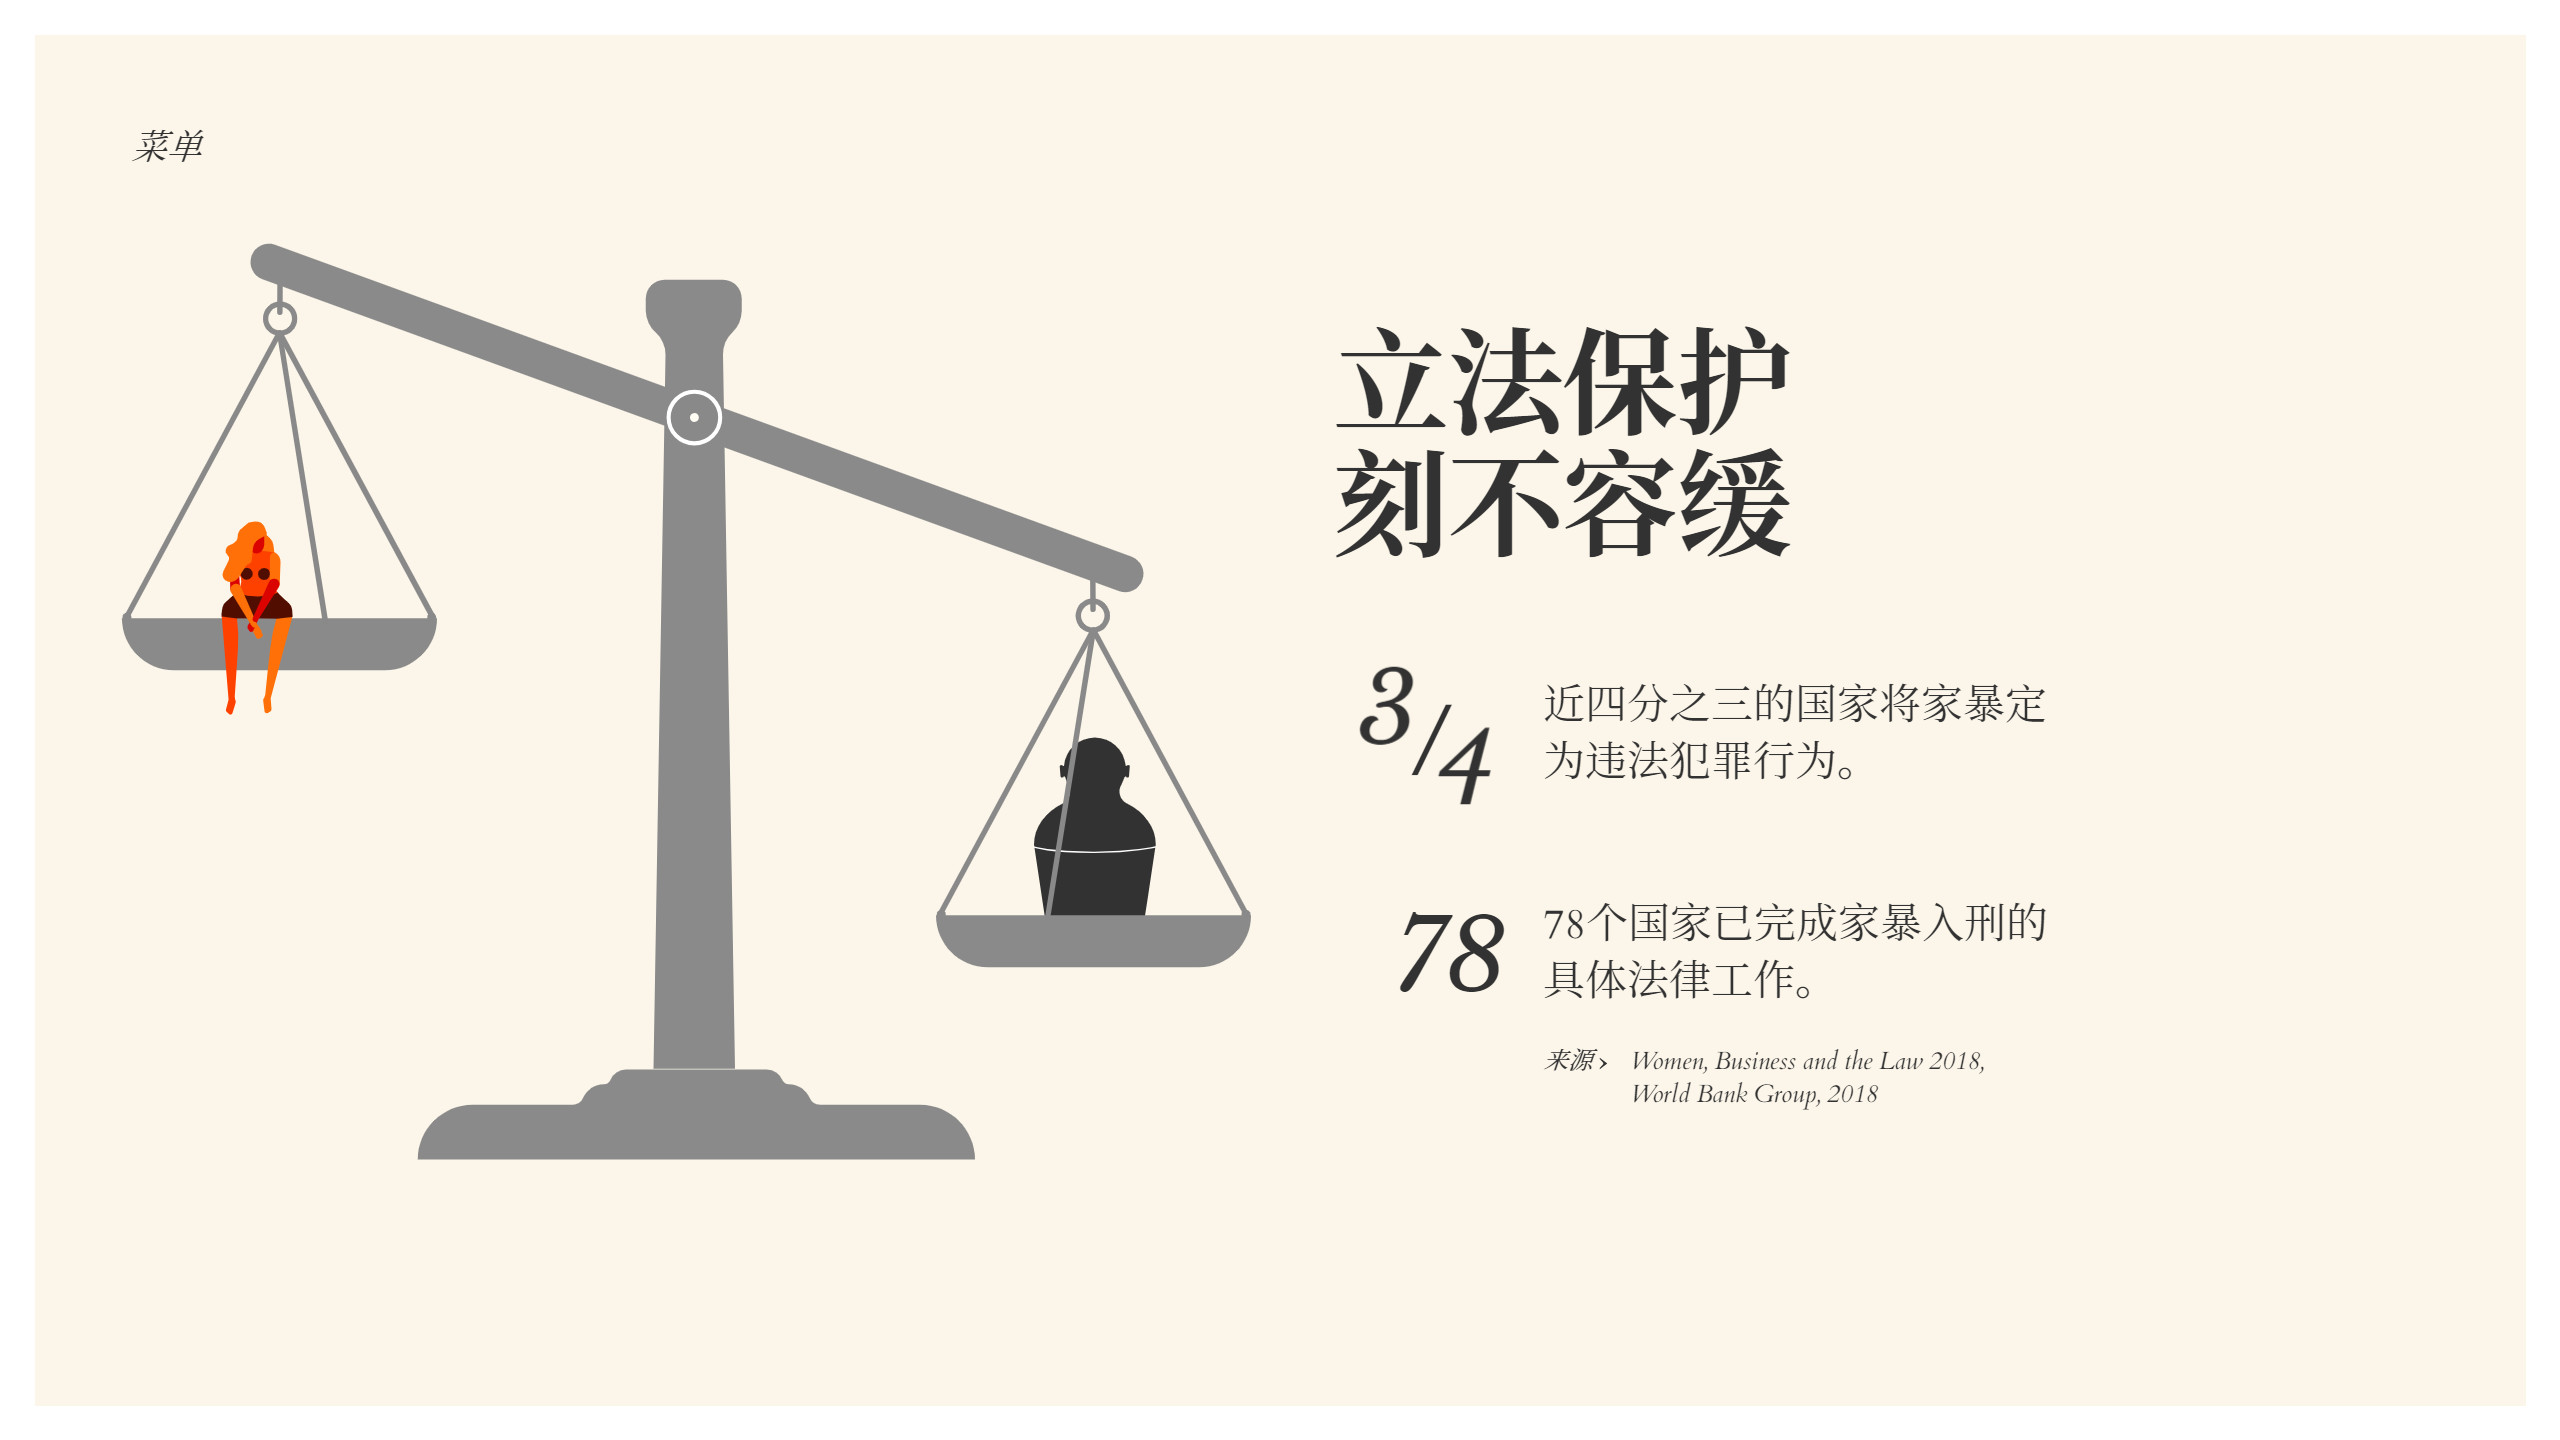 菜单
立法保护
刻不容缓
3/4
近四分之三的国家将家暴定
为违法犯罪行为。
78
78个国家已完成家暴入刑的
具体法律工作。
来源› Women, Business and the Law 2018,
World Bank Group, 2018